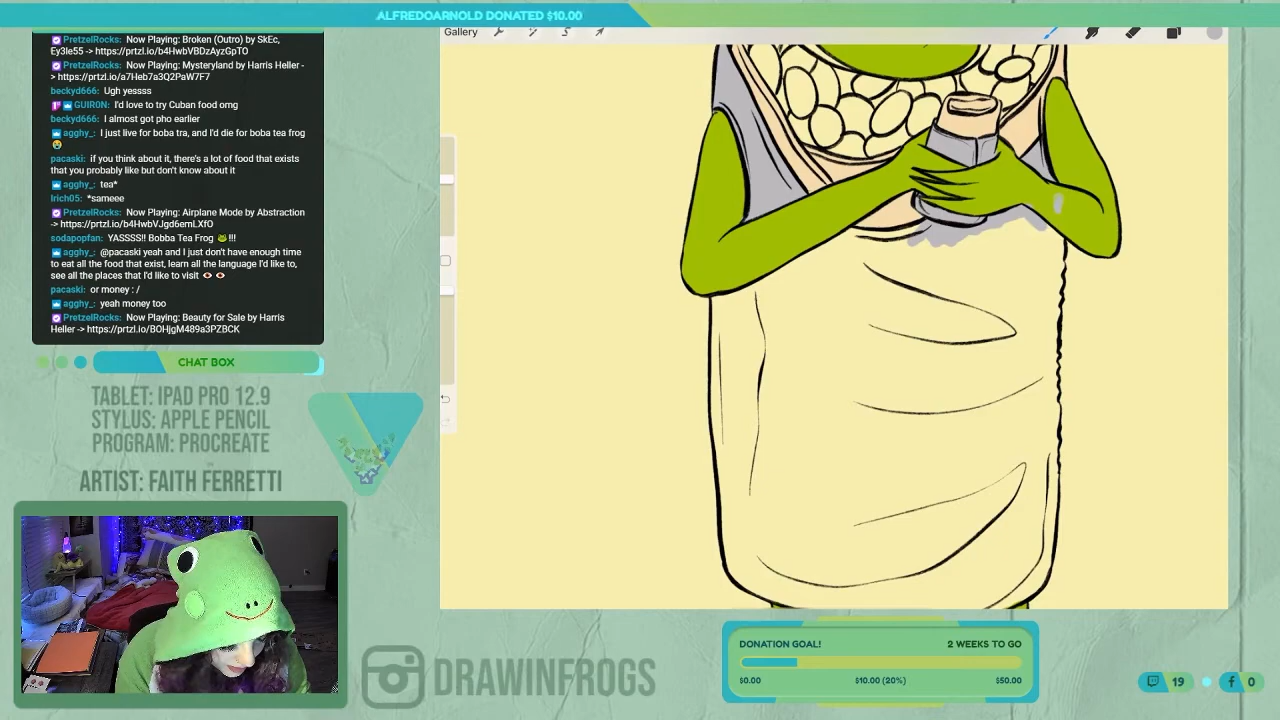 ALFREDOARNOLD DONATED $10.00
Gallery
PretzelRocks: Now Playing: Broken (Outro) by SkEc,
Ey3le55 -> https://prtzl.io/b4HwbVBDzAyzGpTO
PretzelRocks: Now Playing: Mysteryland by Harris Heller -
> https://prtzl.io/a7Heb7a3Q2PaW7F7
beckyd666: Ugh yessss
GUIR0N: I'd love to try Cuban food omg
beckyd666: I almost got pho earlier
agghy_: I just live for boba tra, and I'd die for boba tea frog
pacaski: if you think about it, there's a lot of food that exists
that you probably like but don't know about it
agghy_: tea*
lrich05: *sameee
PretzelRocks: Now Playing: Airplane Mode by Abstraction
-> https://prtzl.io/b4HwbVJgd6emLXfO
sodapopfan: YASSSS!! Bobba Tea Frog 🐸 !!!
agghy_: @pacaski yeah and I just don't have enough time
to eat all the food that exist, learn all the language I'd like to,
see all the places that I'd like to visit 👁 👁
pacaski: or money : /
agghy_: yeah money too
PretzelRocks: Now Playing: Beauty for Sale by Harris
Heller -> https://prtzl.io/BOHjgM489a3PZBCK
CHAT BOX
TABLET: IPAD PRO 12.9
STYLUS: APPLE PENCIL
PROGRAM: PROCREATE
ARTIST: FAITH FERRETTI
DRAWINFROGS
DONATION GOAL!
2 WEEKS TO GO
$0.00
$10.00 (20%)
$50.00
19
0